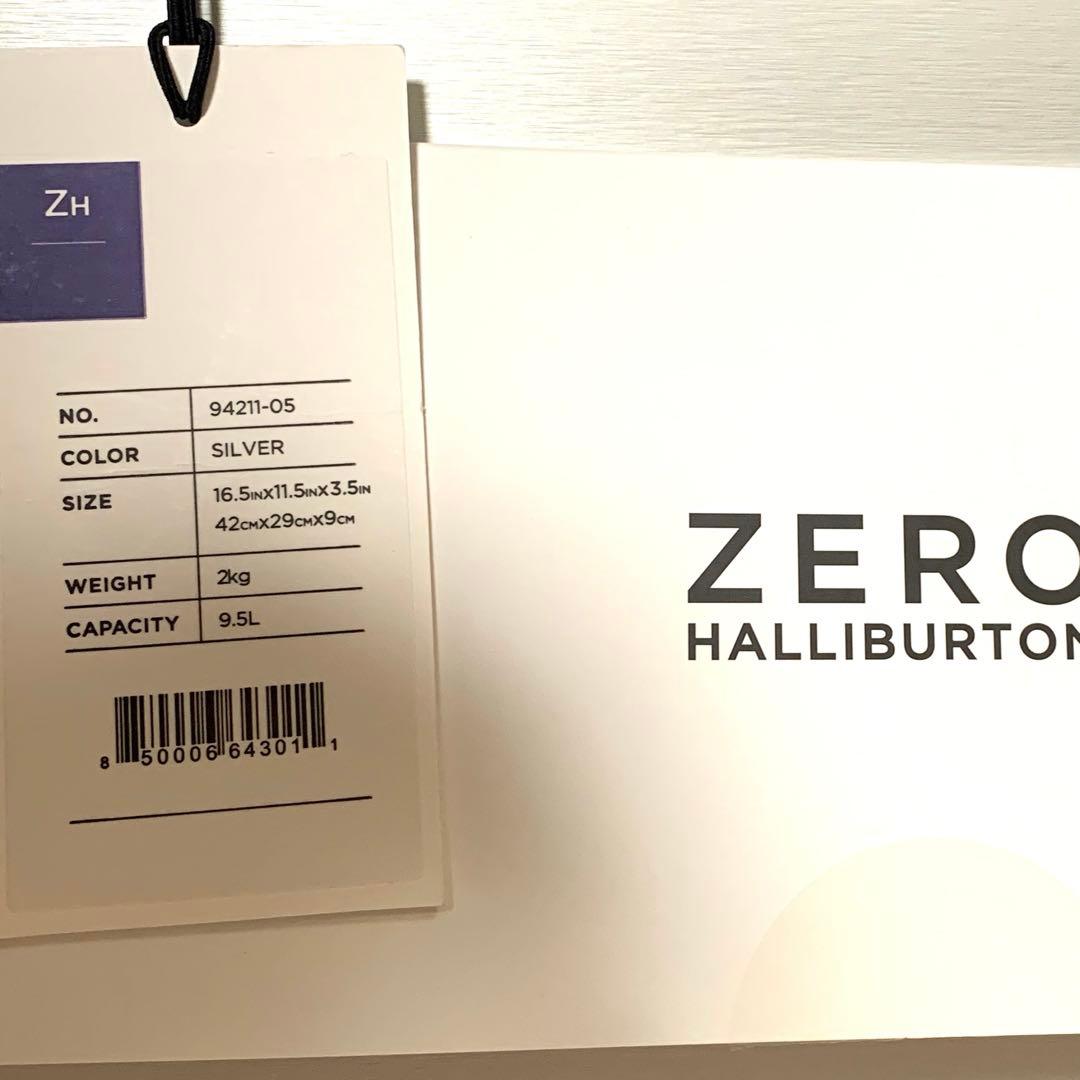 ZH
NO. 94211-05
COLOR SILVER
SIZE 16.5INX11.5INX3.5IN
42CMX29CMX9CM
WEIGHT 2kg
CAPACITY 9.5L
8 50006 64301 1
ZERO
HALLIBURTON